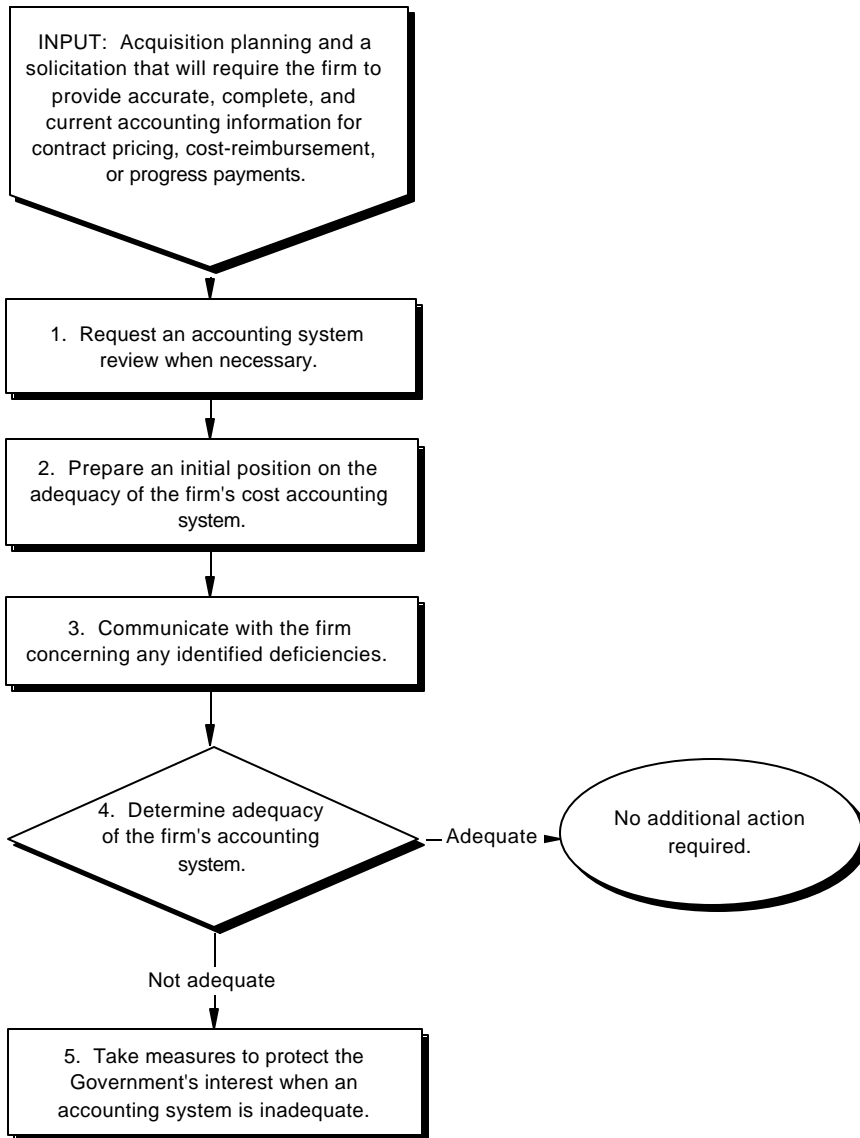 INPUT:  Acquisition planning and a
solicitation that will require the firm to
provide accurate, complete, and
current accounting information for
contract pricing, cost-reimbursement,
or progress payments.
1.  Request an accounting system
review when necessary.
2.  Prepare an initial position on the
adequacy of the firm's cost accounting
system.
3.  Communicate with the firm
concerning any identified deficiencies.
4.  Determine adequacy
of the firm's accounting
system.
Adequate
No additional action
required.
Not adequate
5.  Take measures to protect the
Government's interest when an
accounting system is inadequate.